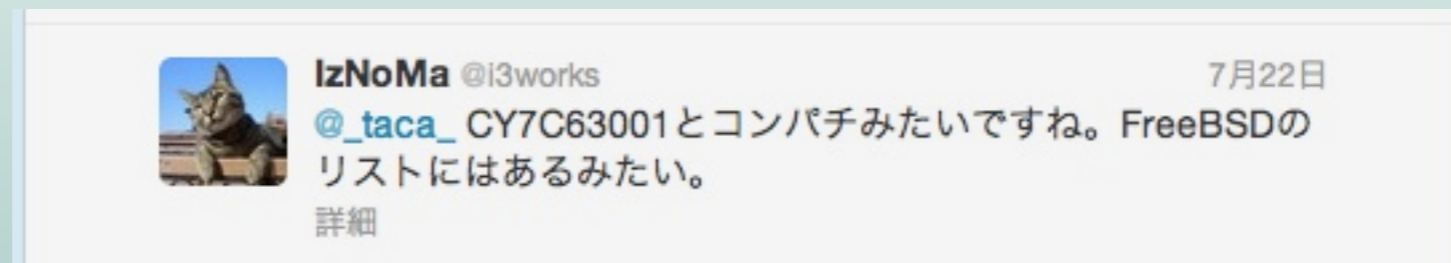 IzNoMa @i3works 7月22日
@_taca_ CY7C63001とコンパチみたいですね。FreeBSDの
リストにはあるみたい。
詳細